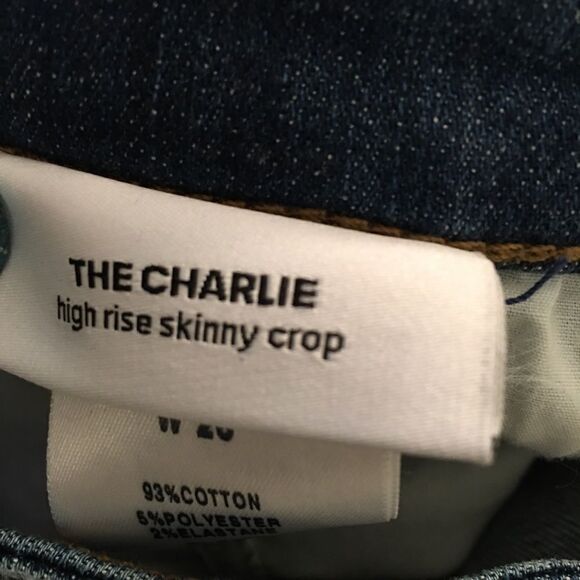 THE CHARLIE
high rise skinny crop
93%COTTON
5%POLYESTER
2%ELASTANE